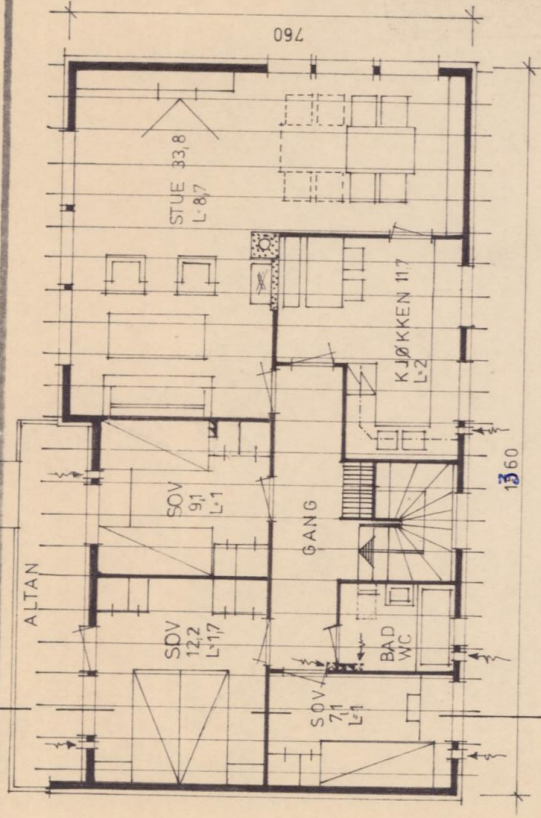 760
STUE 33,8
L=8,7
KJØKKEN 11.7
L=2
1360
ALTAN
SOV
9,1
L=1
GANG
SOV
12,2
L=1,7
BAD
WC
SOV
7,1
L=1